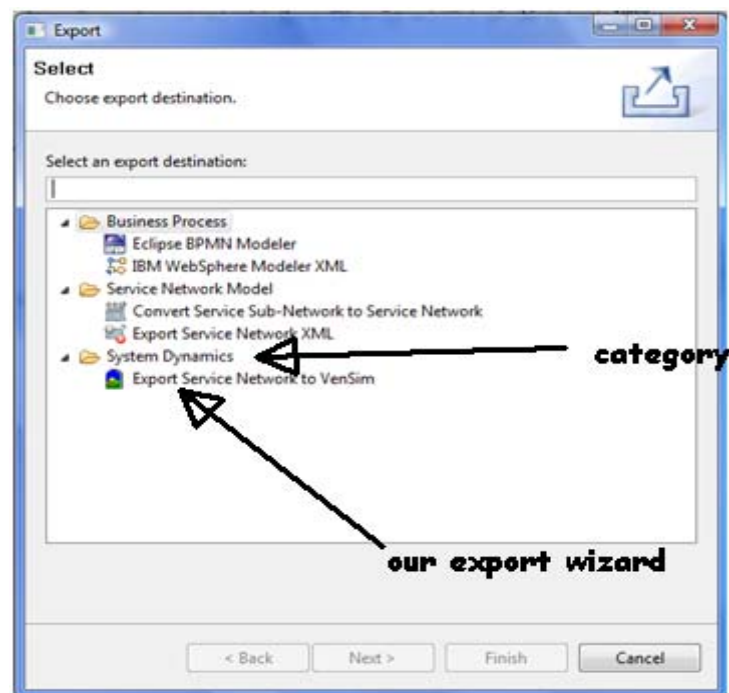 Export
Select
Choose export destination.
Select an export destination:
Business Process
Eclipse BPMN Modeler
IBM WebSphere Modeler XML
Service Network Model
Convert Service Sub-Network to Service Network
Export Service Network XML
System Dynamics
category
Export Service Network to VenSim
our export wizard
< Back
Next >
Finish
Cancel